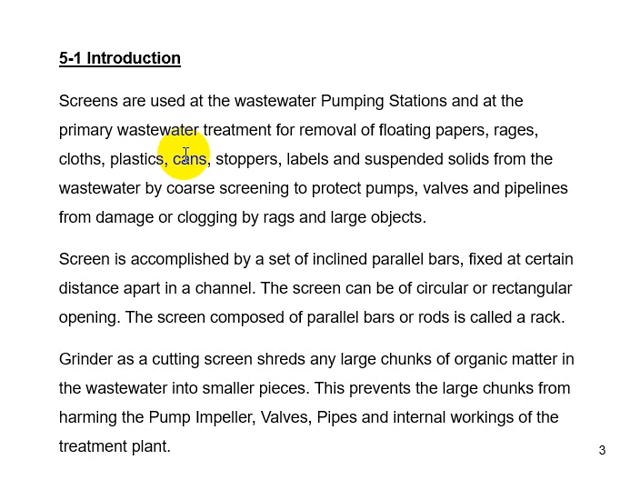 5-1 Introduction
Screens are used at the wastewater Pumping Stations and at the
primary wastewater treatment for removal of floating papers, rages,
cloths, plastics, cans, stoppers, labels and suspended solids from the
wastewater by coarse screening to protect pumps, valves and pipelines
from damage or clogging by rags and large objects.
Screen is accomplished by a set of inclined parallel bars, fixed at certain
distance apart in a channel. The screen can be of circular or rectangular
opening. The screen composed of parallel bars or rods is called a rack.
Grinder as a cutting screen shreds any large chunks of organic matter in
the wastewater into smaller pieces. This prevents the large chunks from
harming the Pump Impeller, Valves, Pipes and internal workings of the
treatment plant.
3